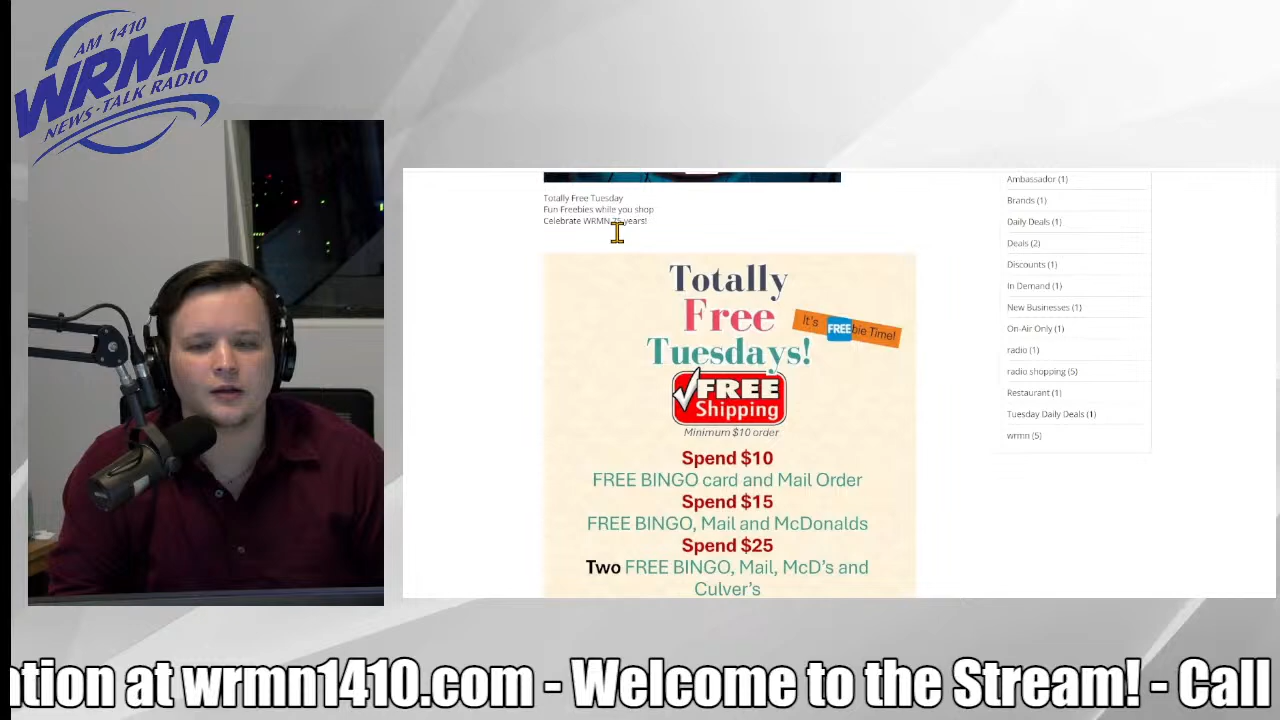 AM 1410
WRMN
NEWS-TALK RADIO
Totally Free Tuesday
Fun Freebies while you shop
Celebrate WRMN 75 years!
Totally
Free
Tuesdays!
It's FREEbie Time!
FREE
Shipping
Minimum $10 order
Spend $10
FREE BINGO card and Mail Order
Spend $15
FREE BINGO, Mail and McDonalds
Spend $25
Two FREE BINGO, Mail, McD's and
Culver's
Ambassador (1)
Brands (1)
Daily Deals (1)
Deals (2)
Discounts (1)
In Demand (1)
New Businesses (1)
On-Air Only (1)
radio (1)
radio shopping (5)
Restaurant (1)
Tuesday Daily Deals (1)
wrmn (5)
ation at wrmn1410.com - Welcome to the Stream! - Call